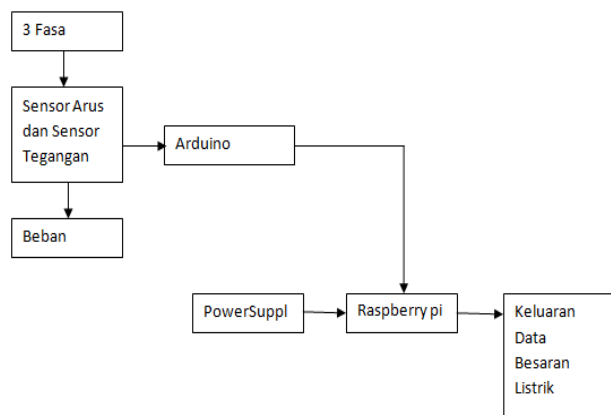 3 Fasa
Sensor Arus
dan Sensor
Tegangan
Arduino
Beban
PowerSuppl
Raspberry pi
Keluaran
Data
Besaran
Listrik